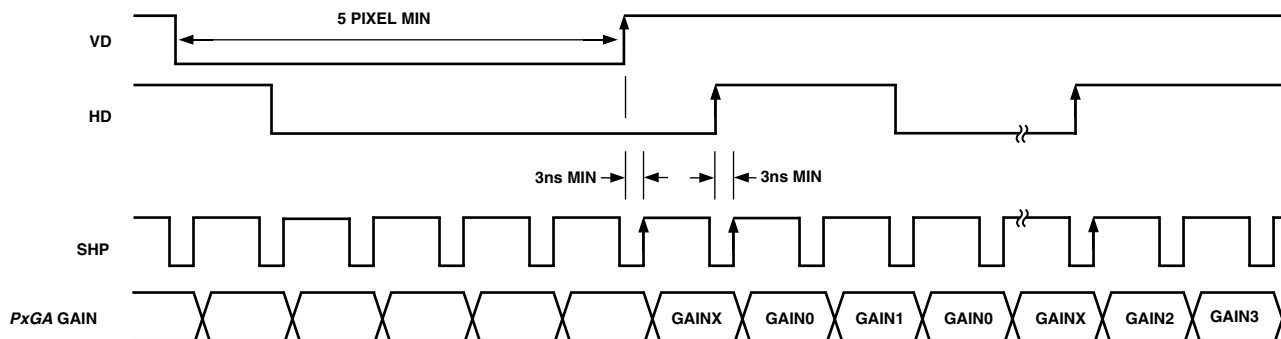 5 PIXEL MIN
VD
HD
3ns MIN 3ns MIN
SHP
PxGA GAIN GAINX GAIN0 GAIN1 GAIN0 GAINX GAIN2 GAIN3